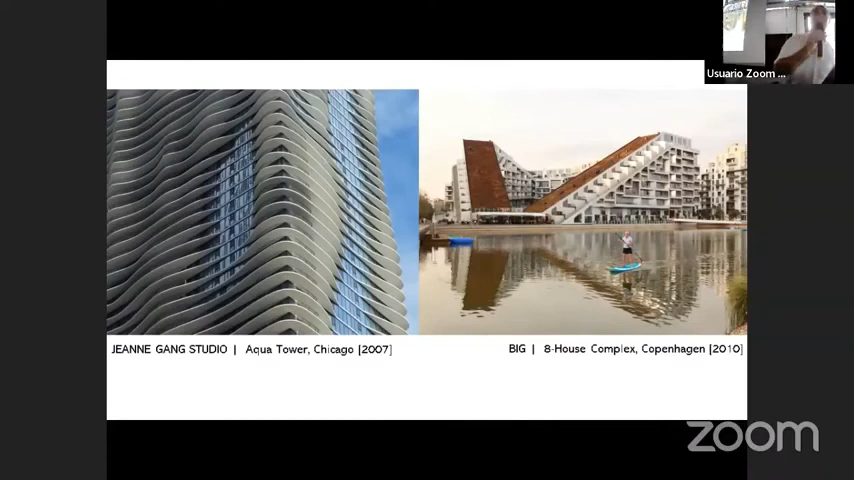 Usuario Zoom ...
JEANNE GANG STUDIO | Aqua Tower, Chicago [2007]
BIG | 8-House Complex, Copenhagen [2010]
zoom